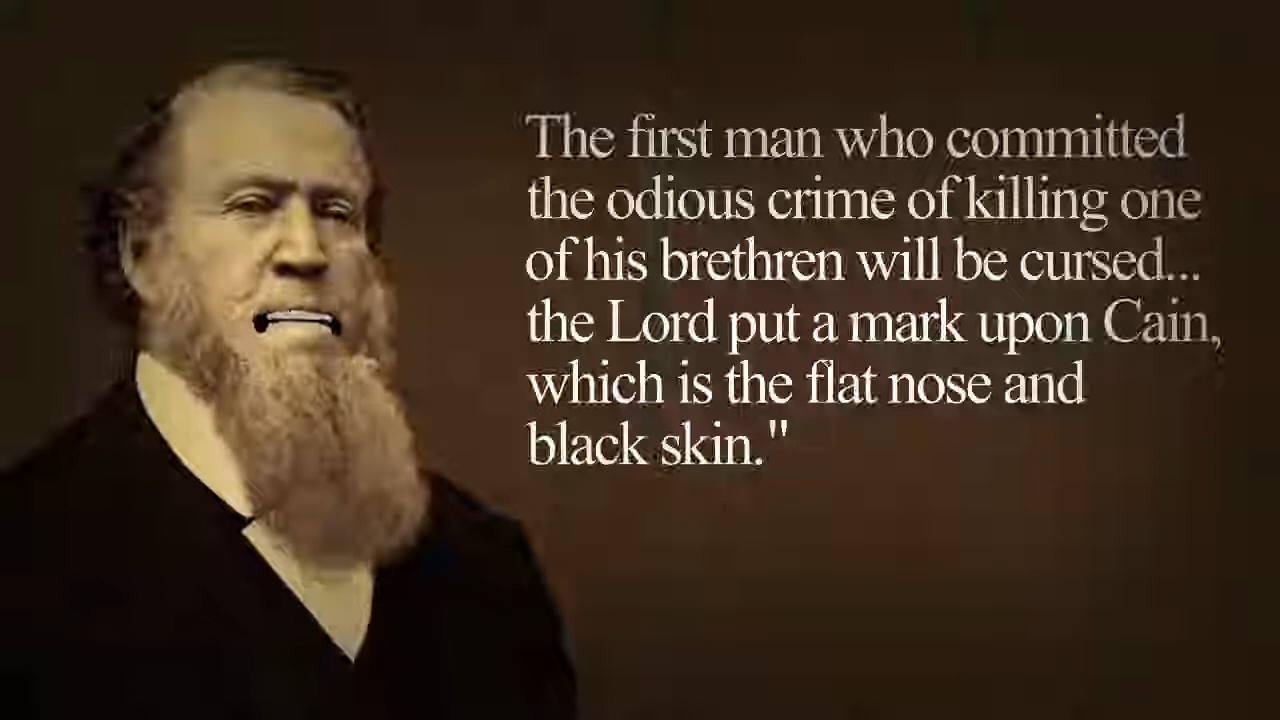 The first man who committed
the odious crime of killing one
of his brethren will be cursed...
the Lord put a mark upon Cain,
which is the flat nose and
black skin."